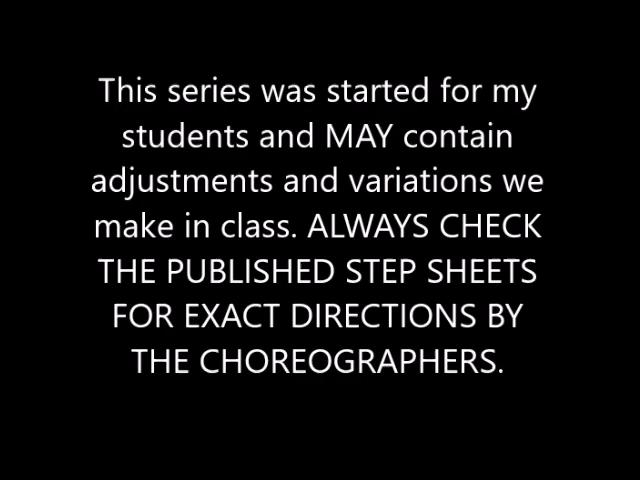 This series was started for my
students and MAY contain
adjustments and variations we
make in class. ALWAYS CHECK
THE PUBLISHED STEP SHEETS
FOR EXACT DIRECTIONS BY
THE CHOREOGRAPHERS.